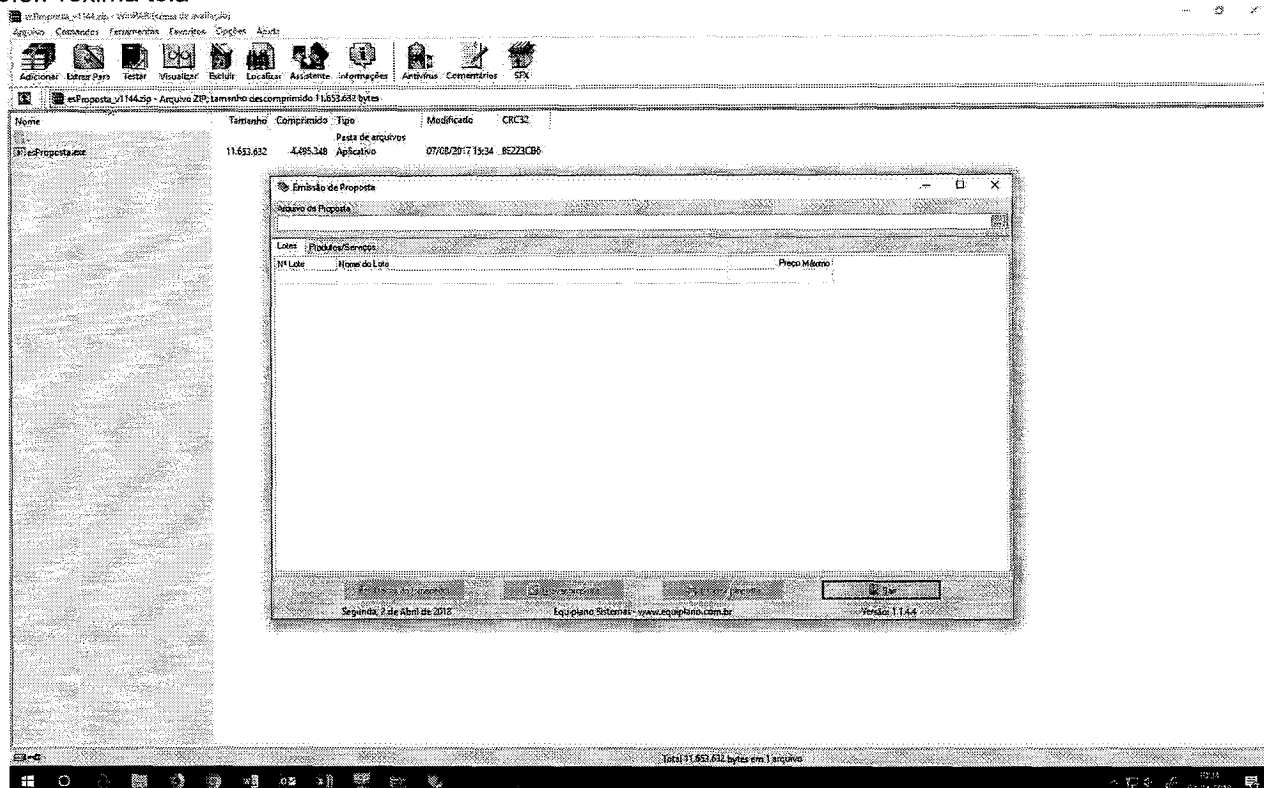 esProposta_v1144.zip - WinRAR (cópia de avaliação)
Arquivo Comandos Ferramentas Favoritos Opções Ajuda
Adicionar Extrair Para Testar Visualizar Excluir Localizar Assistente Informações Antivírus Comentários SFX
esProposta_v1144.zip - Arquivo ZIP, tamanho descomprimido 11.653.632 bytes
Nome Tamanho Comprimido Tipo Modificado CRC32
Pasta de arquivos
esProposta.exe 11.653.632 4.495.348 Aplicativo 07/08/2017 13:34
Emissão de Proposta
Arquivo de Proposta
Lotes Produtos/Serviços
Nº Lote Nome do Lote Preço Máximo
Sair
Segunda, 2 de Abril de 2018 Equiplano Sistemas - www.equiplano.com.br Versão: 1.1.4.4
Total 11.653.632 bytes em 1 arquivo